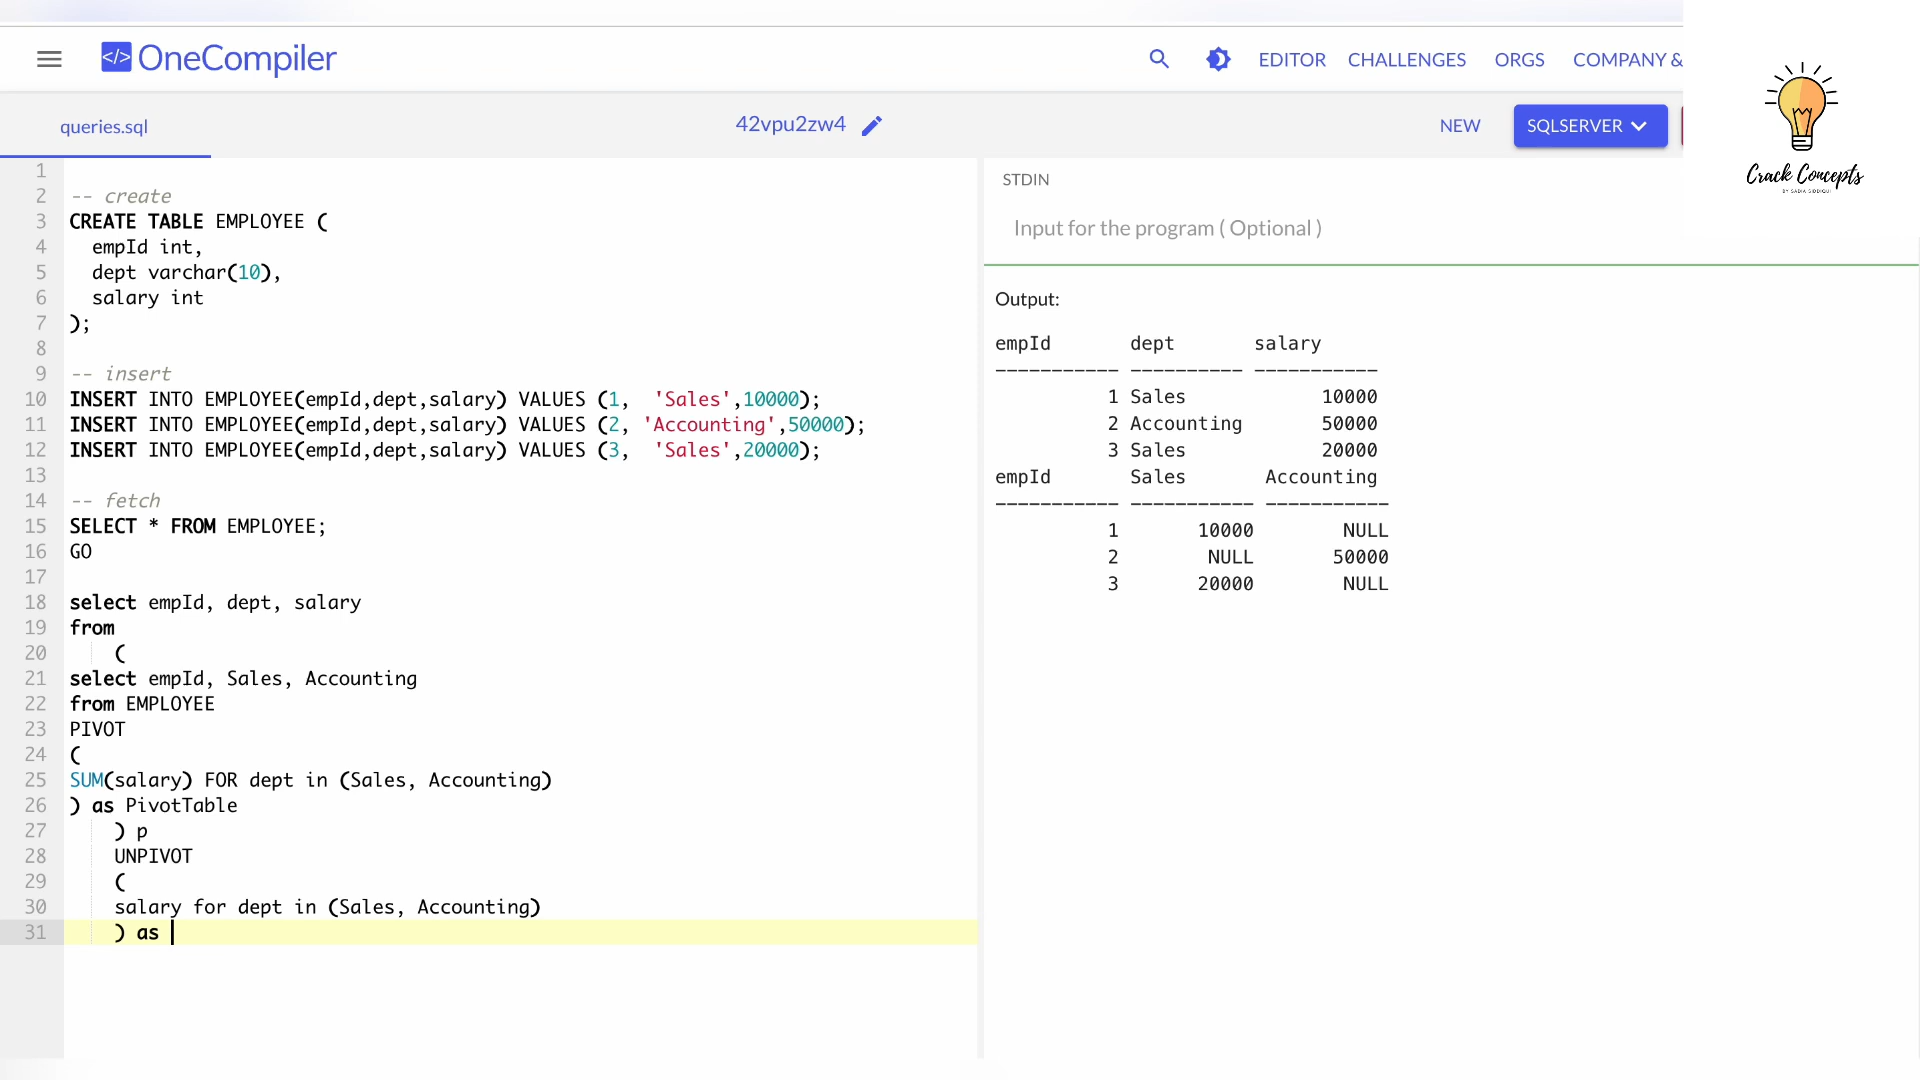 </> OneCompiler
EDITOR CHALLENGES ORGS COMPANY &
Crack Concepts
BY SADIA SIDDIQUI
queries.sql
42vpu2zw4
NEW
SQLSERVER
1
2 -- create
3 CREATE TABLE EMPLOYEE (
4 empId int,
5 dept varchar(10),
6 salary int
7 );
8
9 -- insert
10 INSERT INTO EMPLOYEE(empId,dept,salary) VALUES (1, 'Sales',10000);
11 INSERT INTO EMPLOYEE(empId,dept,salary) VALUES (2, 'Accounting',50000);
12 INSERT INTO EMPLOYEE(empId,dept,salary) VALUES (3, 'Sales',20000);
13
14 -- fetch
15 SELECT * FROM EMPLOYEE;
16 GO
17
18 select empId, dept, salary
19 from
20 (
21 select empId, Sales, Accounting
22 from EMPLOYEE
23 PIVOT
24 (
25 SUM(salary) FOR dept in (Sales, Accounting)
26 ) as PivotTable
27 ) p
28 UNPIVOT
29 (
30 salary for dept in (Sales, Accounting)
31 ) as
STDIN
Input for the program ( Optional )
Output:
empId dept salary
----------- ---------- -----------
1 Sales 10000
2 Accounting 50000
3 Sales 20000
empId Sales Accounting
----------- ----------- -----------
1 10000 NULL
2 NULL 50000
3 20000 NULL